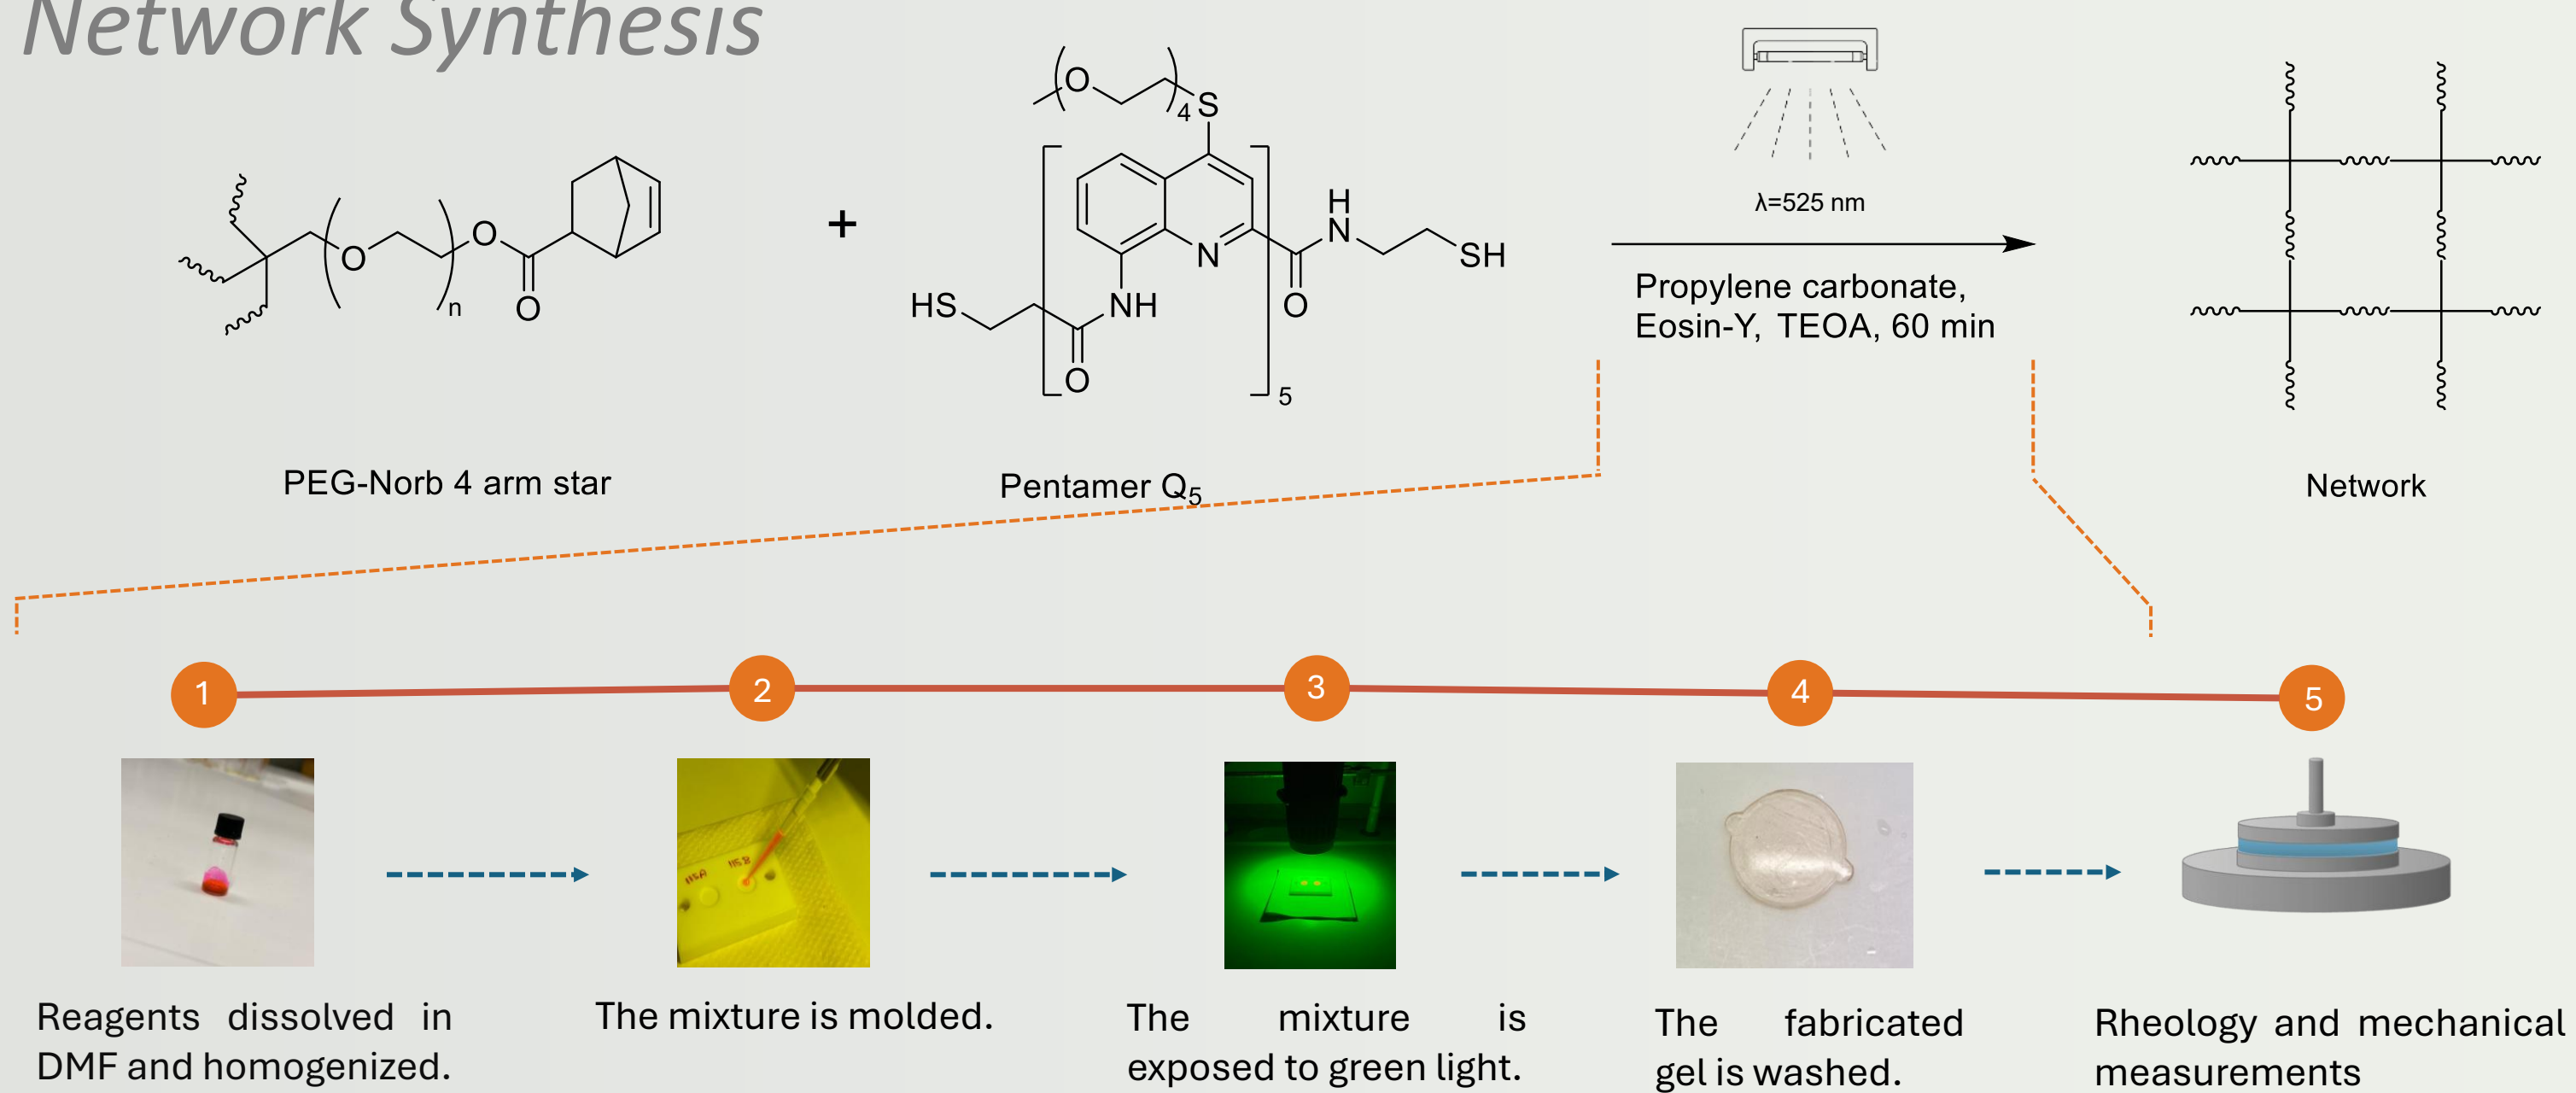 Network Synthesis
O
4
S
λ=525 nm
O
n
O
O
+
HS
NH
O
N
5
O
H
N
SH
Propylene carbonate,
Eosin-Y, TEOA, 60 min
PEG-Norb 4 arm star
Pentamer Q5
Network
1
2
3
4
5
Reagents dissolved in
DMF and homogenized.
The mixture is molded.
The mixture is
exposed to green light.
The fabricated
gel is washed.
Rheology and mechanical
measurements